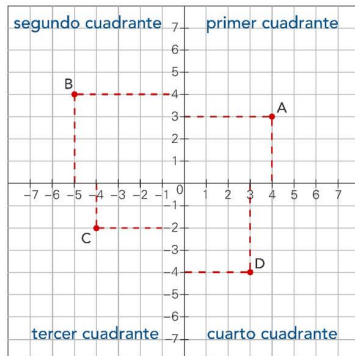 segundo cuadrante primer cuadrante
7
6
5
B
4
A
3
2
1
-7 -6 -5 -4 -3 -2 -1 0 1 2 3 4 5 6 7
-1
C
-2
-3
D
-4
-5
-6
tercer cuadrante cuarto cuadrante
-7